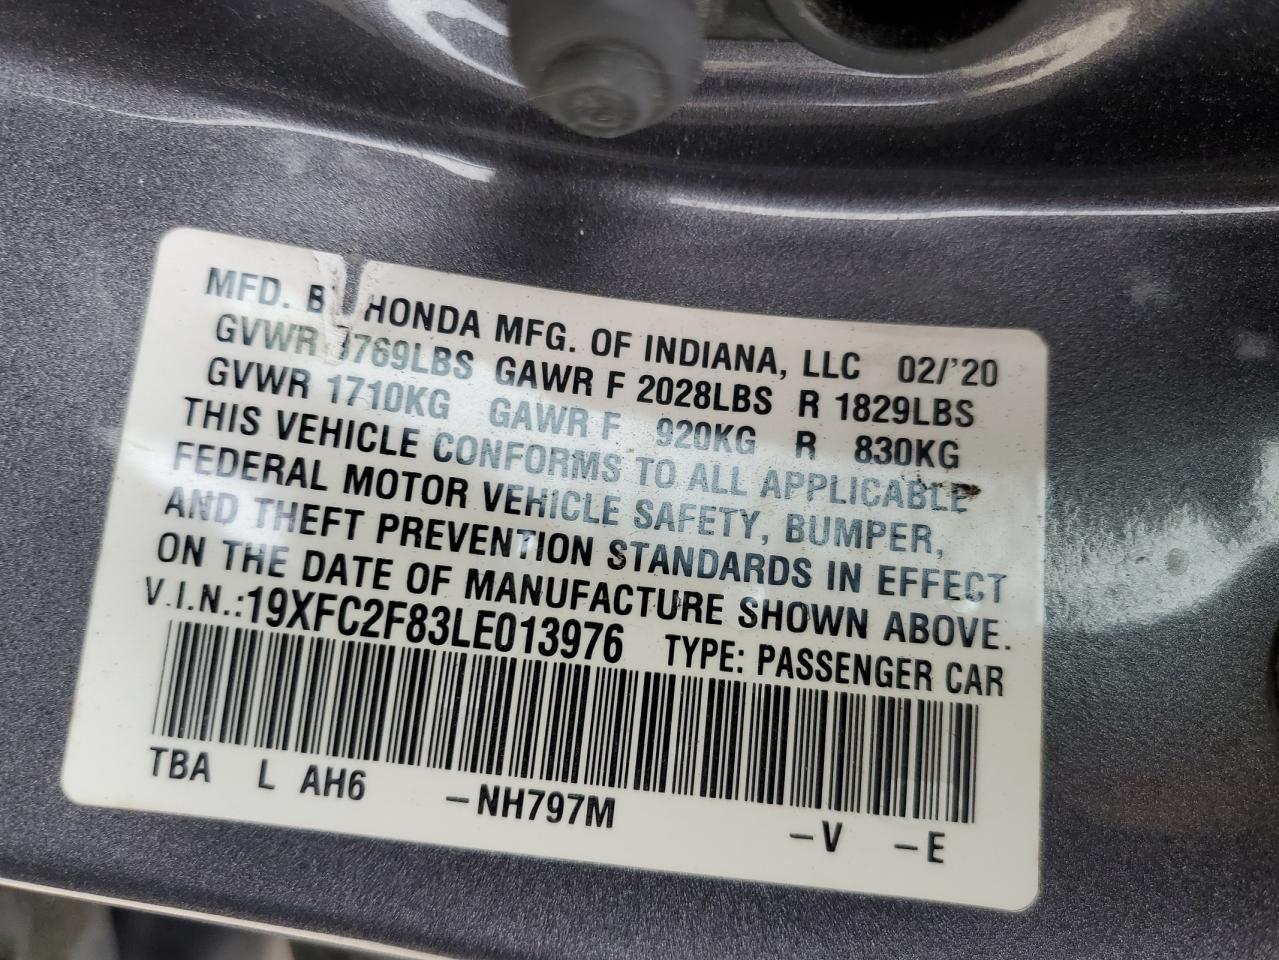 MFD. BY HONDA MFG. OF INDIANA, LLC 02/'20
GVWR 3769LBS GAWR F 2028LBS R 1829LBS
GVWR 1710KG GAWR F 920KG R 830KG
THIS VEHICLE CONFORMS TO ALL APPLICABLE
FEDERAL MOTOR VEHICLE SAFETY, BUMPER,
AND THEFT PREVENTION STANDARDS IN EFFECT
ON THE DATE OF MANUFACTURE SHOWN ABOVE.
V.I.N.:19XFC2F83LE013976 TYPE: PASSENGER CAR
TBA L AH6 –NH797M –V –E